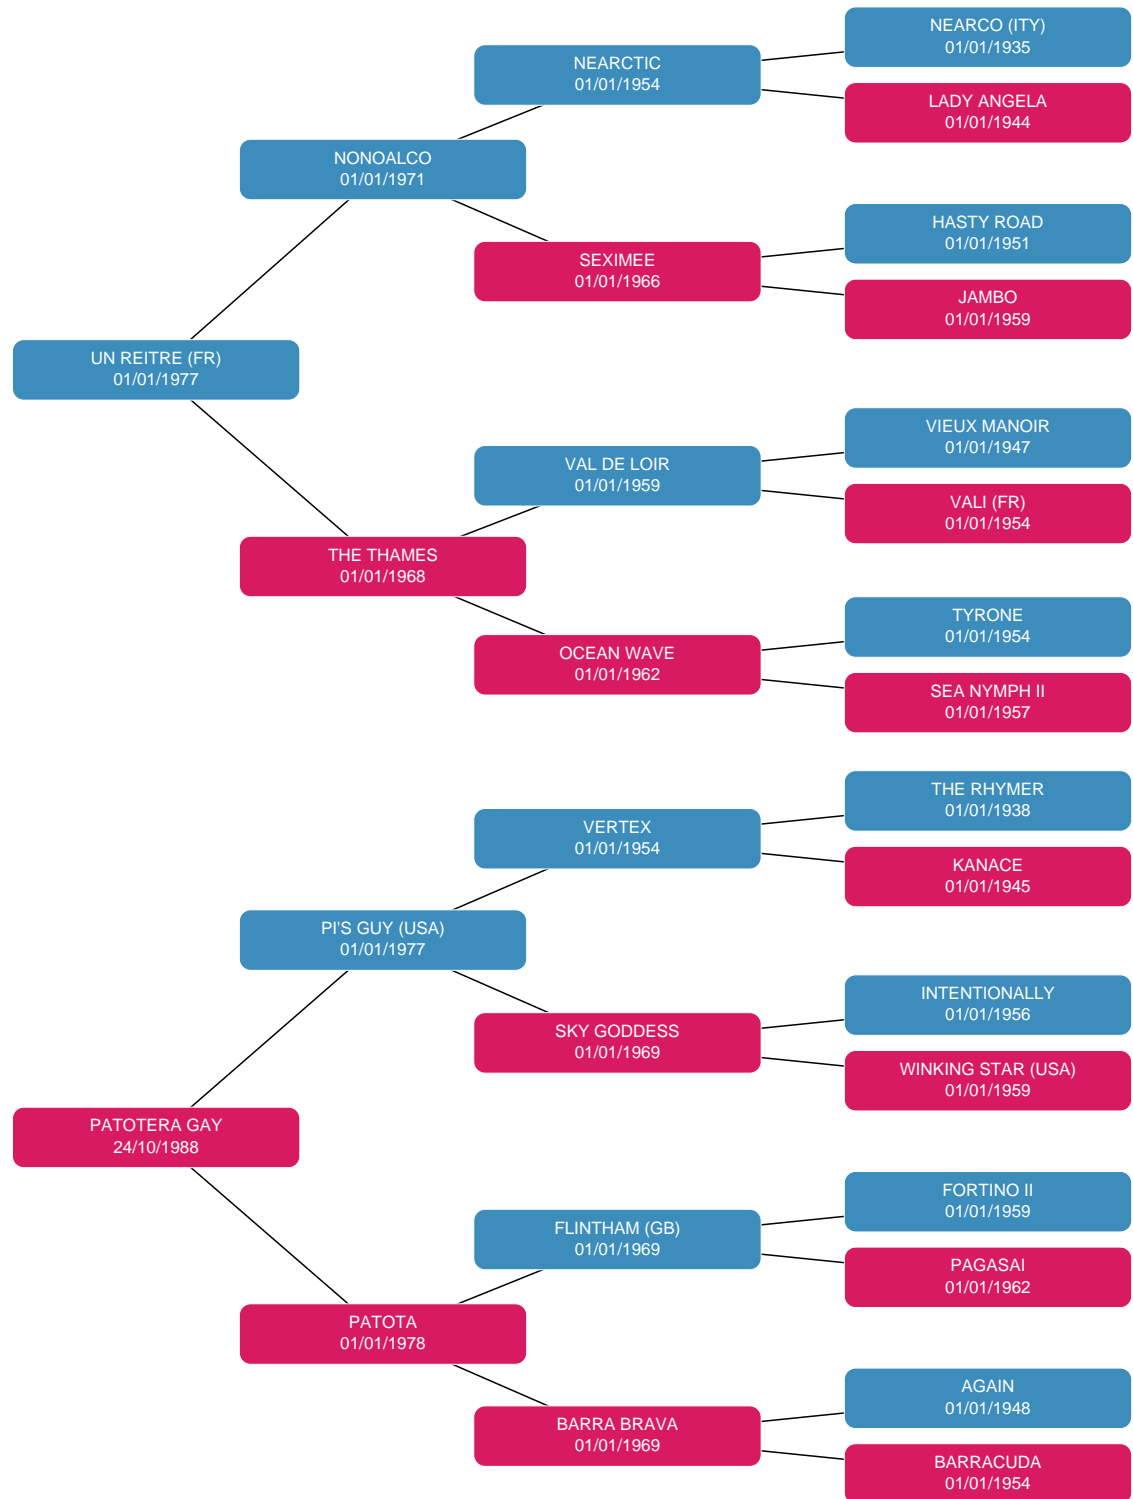 NEARCO (ITY)
01/01/1935
NEARCTIC
01/01/1954
LADY ANGELA
01/01/1944
NONOALCO
01/01/1971
HASTY ROAD
01/01/1951
SEXIMEE
01/01/1966
JAMBO
01/01/1959
UN REITRE (FR)
01/01/1977
VIEUX MANOIR
01/01/1947
VAL DE LOIR
01/01/1959
VALI (FR)
01/01/1954
THE THAMES
01/01/1968
TYRONE
01/01/1954
OCEAN WAVE
01/01/1962
SEA NYMPH II
01/01/1957
THE RHYMER
01/01/1938
VERTEX
01/01/1954
KANACE
01/01/1945
PI'S GUY (USA)
01/01/1977
INTENTIONALLY
01/01/1956
SKY GODDESS
01/01/1969
WINKING STAR (USA)
01/01/1959
PATOTERA GAY
24/10/1988
FORTINO II
01/01/1959
FLINTHAM (GB)
01/01/1969
PAGASAI
01/01/1962
PATOTA
01/01/1978
AGAIN
01/01/1948
BARRA BRAVA
01/01/1969
BARRACUDA
01/01/1954